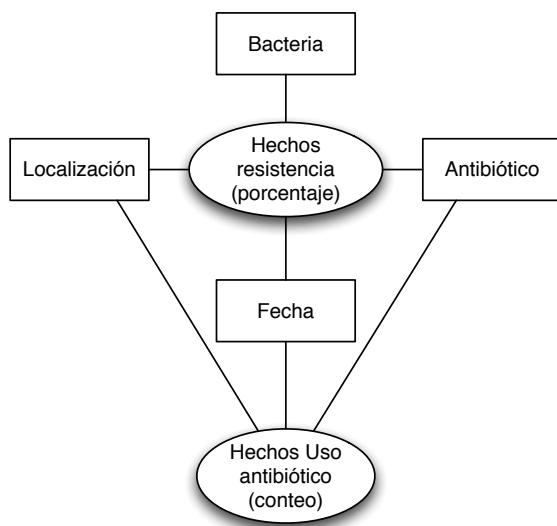 Bacteria
Hechos
resistencia
(porcentaje)
Localización
Antibiótico
Fecha
Hechos Uso
antibiótico
(conteo)